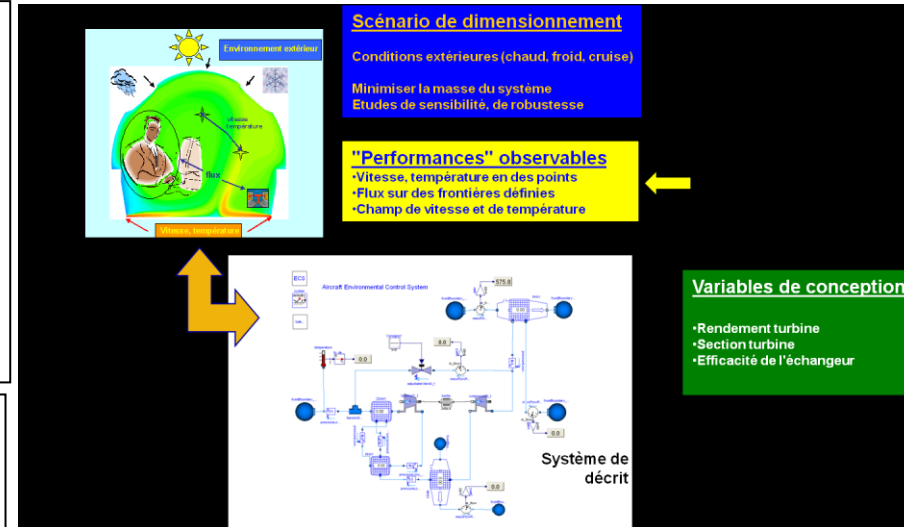 Scénario de dimensionnement
Conditions extérieures (chaud, froid, cruise)
Minimiser la masse du système
Etudes de sensibilité, de robustesse
Environnement extérieur
vitesse
température
flux
Vitesse, température
"Performances" observables
•Vitesse, température en des points
•Flux sur des frontières définies
•Champ de vitesse et de température
Variables de conception
•Rendement turbine
•Section turbine
•Efficacité de l'échangeur
ECS
Aircraft Environmental Control System
575.8
0.0
0.0
0.0
0.0
Système de
décrit